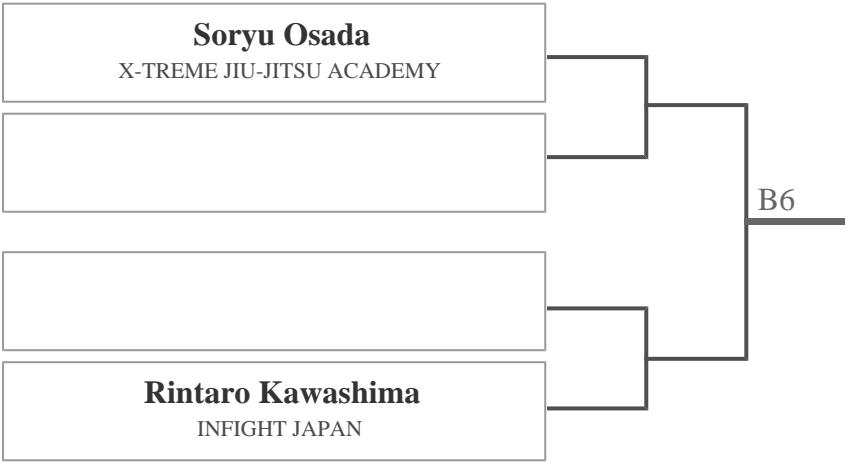 Soryu Osada
X-TREME JIU-JITSU ACADEMY
B6
Rintaro Kawashima
INFIGHT JAPAN